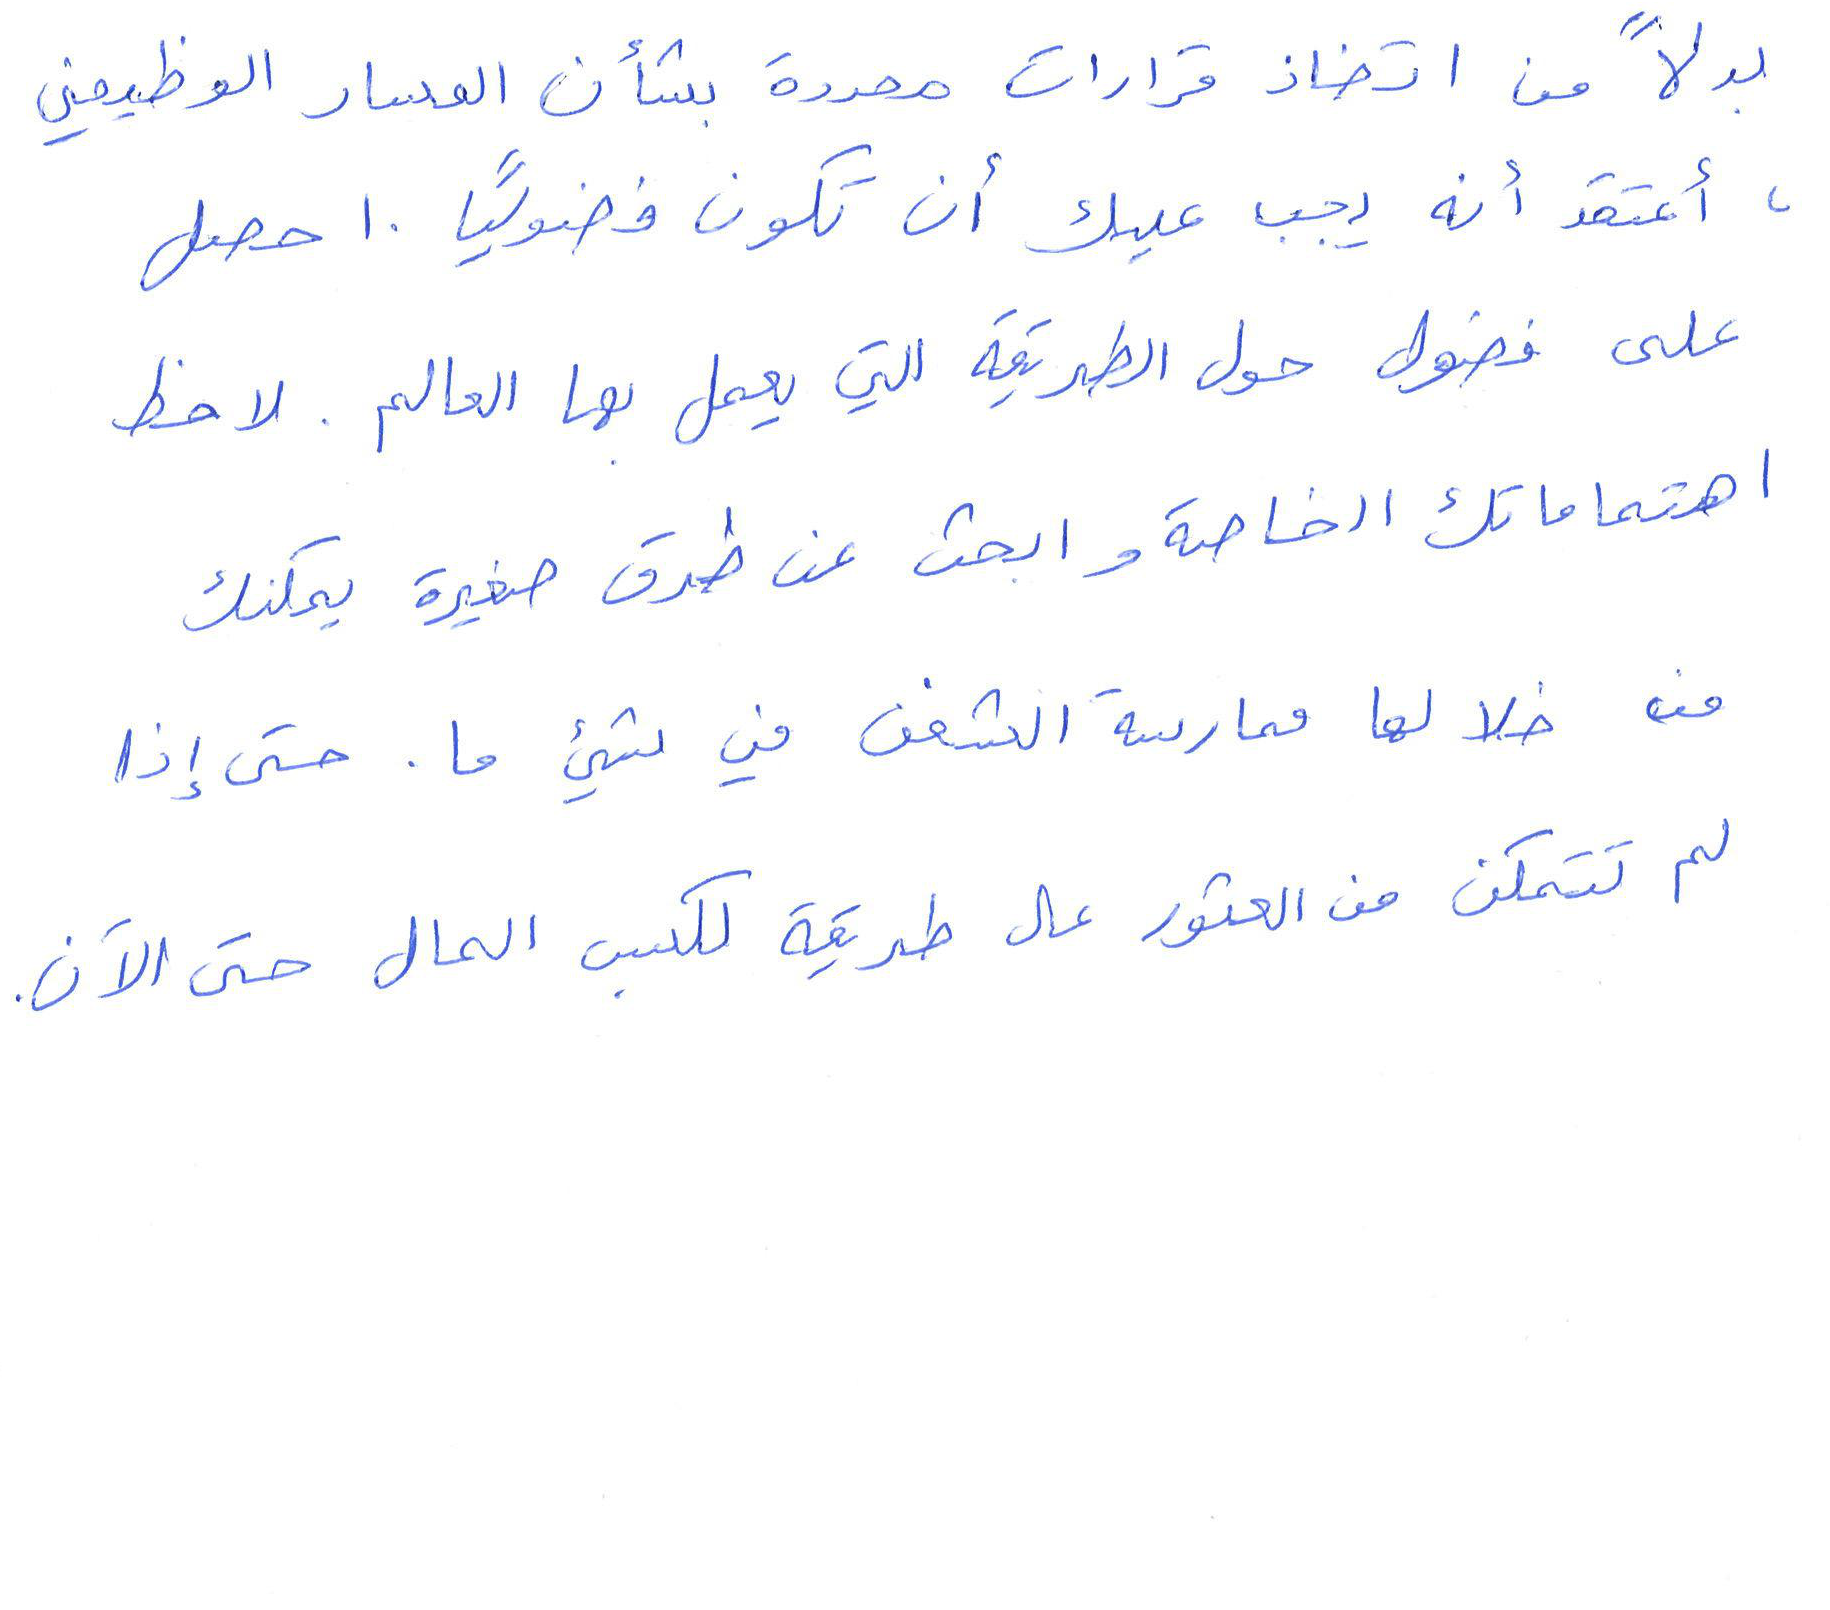 بدلاً من اتخاذ قرارات محددة بشأن المسار الوظيفي
، أعتقد أنه يجب عليك أن تكون فضوليًا . احصل
على فضول حول الطريقة التي يعمل بها العالم . لاحظ
اهتماماتك الخاصة وابحث عن طرق صغيرة يمكنك
من خلالها ممارسة الشغف في شيئ ما . حتى إذا
لم تتمكن من العثور على طريقة لكسب المال حتى الآن .